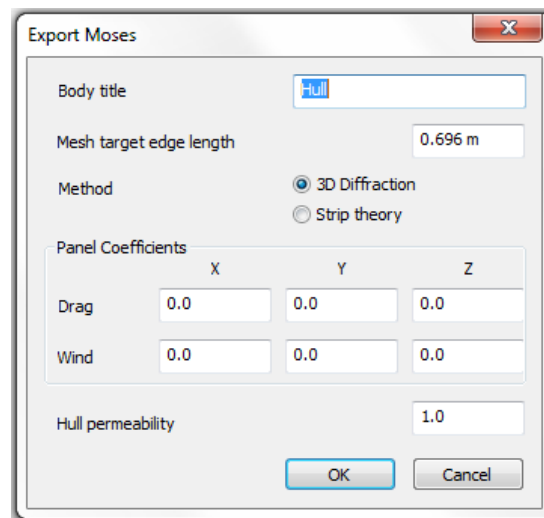 Export Moses
Body title Hull
Mesh target edge length 0.696 m
Method 3D Diffraction
Strip theory
Panel Coefficients
X Y Z
Drag 0.0 0.0 0.0
Wind 0.0 0.0 0.0
Hull permeability 1.0
OK Cancel